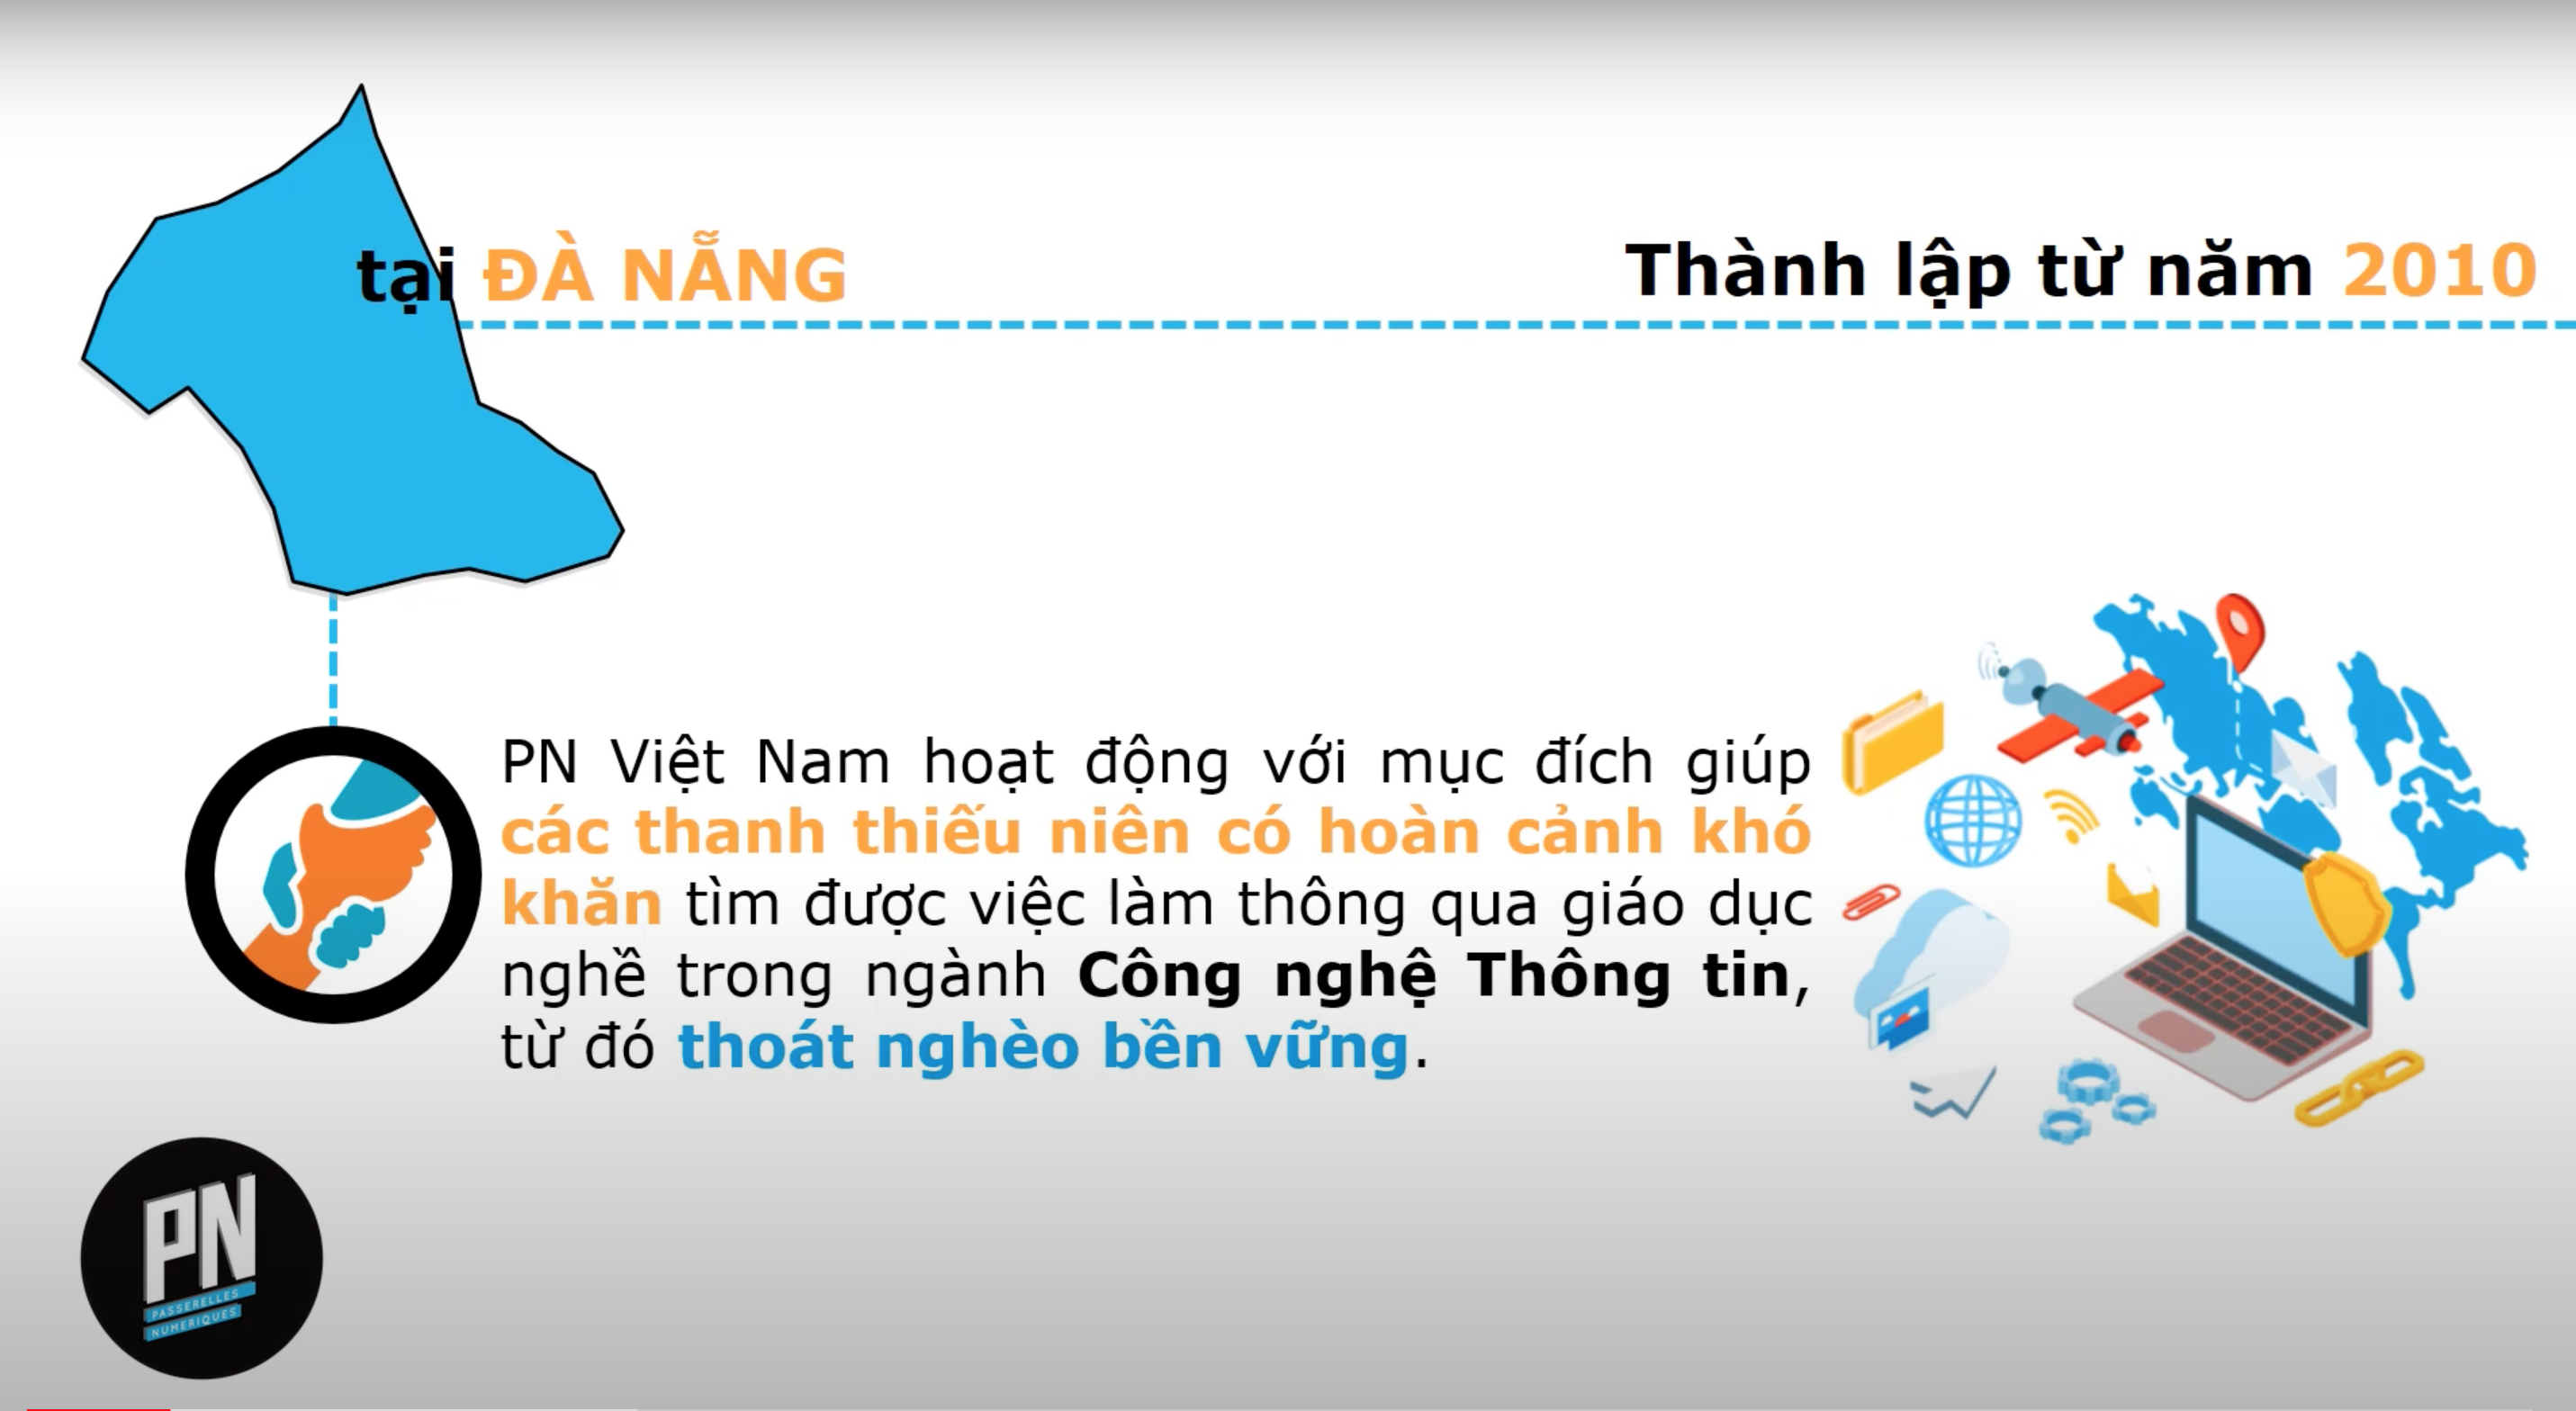 tại ĐÀ NẴNG
Thành lập từ năm 2010
PN Việt Nam hoạt động với mục đích giúp
các thanh thiếu niên có hoàn cảnh khó
khăn tìm được việc làm thông qua giáo dục
nghề trong ngành Công nghệ Thông tin,
từ đó thoát nghèo bền vững.
PN
PASSERELLES
NUMERIQUES